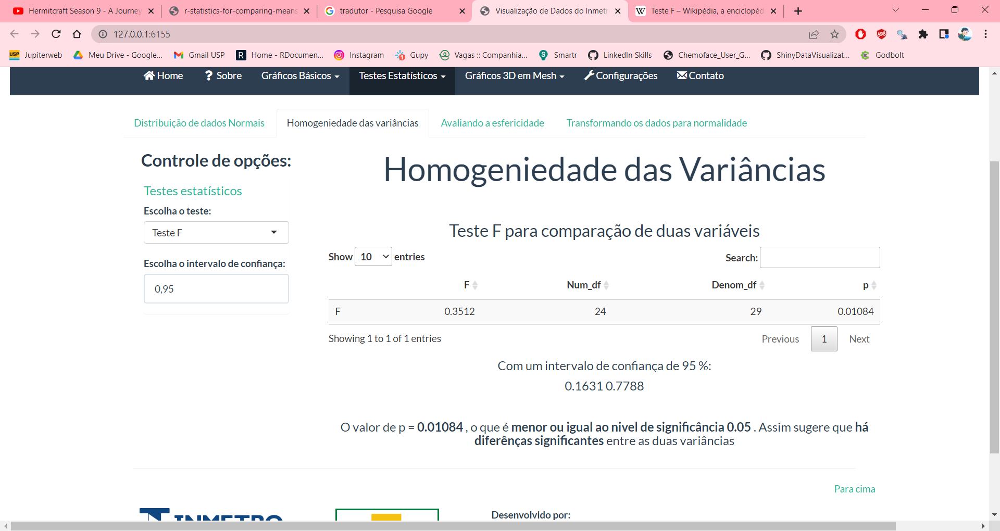 Hermitcraft Season 9 - A Journey
r-statistics-for-comparing-means
tradutor - Pesquisa Google
Visualização de Dados do Inmetr
Teste F – Wikipédia, a enciclopéd
127.0.0.1:6155
USP Jupiterweb
Meu Drive - Google...
Gmail USP
R Home - RDocumen...
Instagram
Gupy
Vagas :: Companhia...
S Smartr
LinkedIn Skills
Chemoface_User_G...
ShinyDataVisualizat...
Godbolt
Home
? Sobre
Gráficos Básicos
Testes Estatísticos
Gráficos 3D em Mesh
Configurações
Contato
Distribuição de dados Normais
Homogeniedade das variâncias
Avaliando a esfericidade
Transformando os dados para normalidade
Controle de opções:
Testes estatísticos
Escolha o teste:
Teste F
Escolha o intervalo de confiança:
0,95
Homogeniedade das Variâncias
Teste F para comparação de duas variáveis
Show 10 entries
Search:
F Num_df Denom_df p
F 0.3512 24 29 0.01084
Showing 1 to 1 of 1 entries
Previous 1 Next
Com um intervalo de confiança de 95 %:
0.1631 0.7788
O valor de p = 0.01084 , o que é menor ou igual ao nivel de significância 0.05 . Assim sugere que há
diferênças significantes entre as duas variâncias
Para cima
INMETRO
Desenvolvido por: